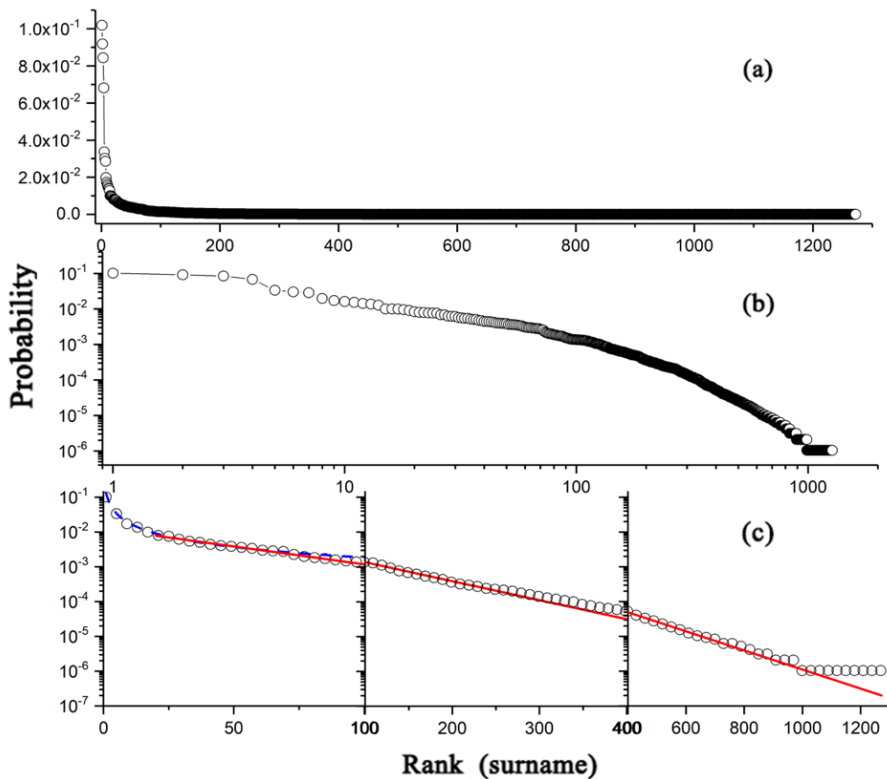 1.0x10⁻¹
8.0x10⁻²
6.0x10⁻²
4.0x10⁻²
2.0x10⁻²
0.0
(a)
0 200 400 600 800 1000 1200
10⁻¹
10⁻²
10⁻³
10⁻⁴
10⁻⁵
10⁻⁶
(b)
1 10 100 1000
Probability
10⁻¹
10⁻²
10⁻³
10⁻⁴
10⁻⁵
10⁻⁶
10⁻⁷
(c)
0 50 100 200 300 400 600 800 1000 1200
Rank (surname)